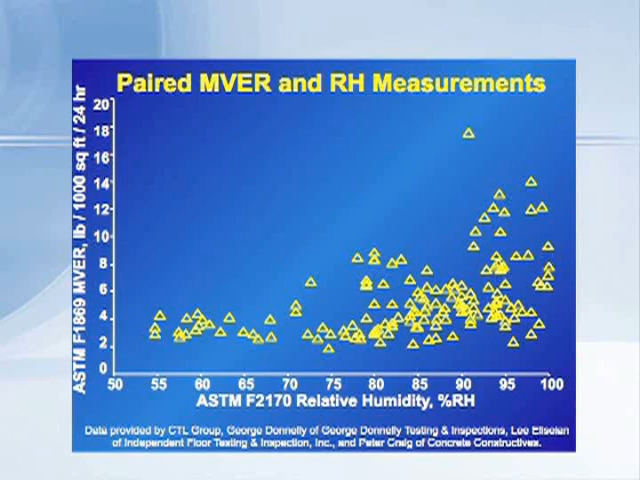 Paired MVER and RH Measurements
ASTM F1869 MVER, lb / 1000 sq ft / 24 hr
20
18
16
14
12
10
8
6
4
2
0
50 55 60 65 70 75 80 85 90 95 100
ASTM F2170 Relative Humidity, %RH
Data provided by CTL Group, George Donnelly of George Donnelly Testing & Inspections, Lee Eliseian
of Independent Floor Testing & Inspection, Inc., and Peter Craig of Concrete Constructives.